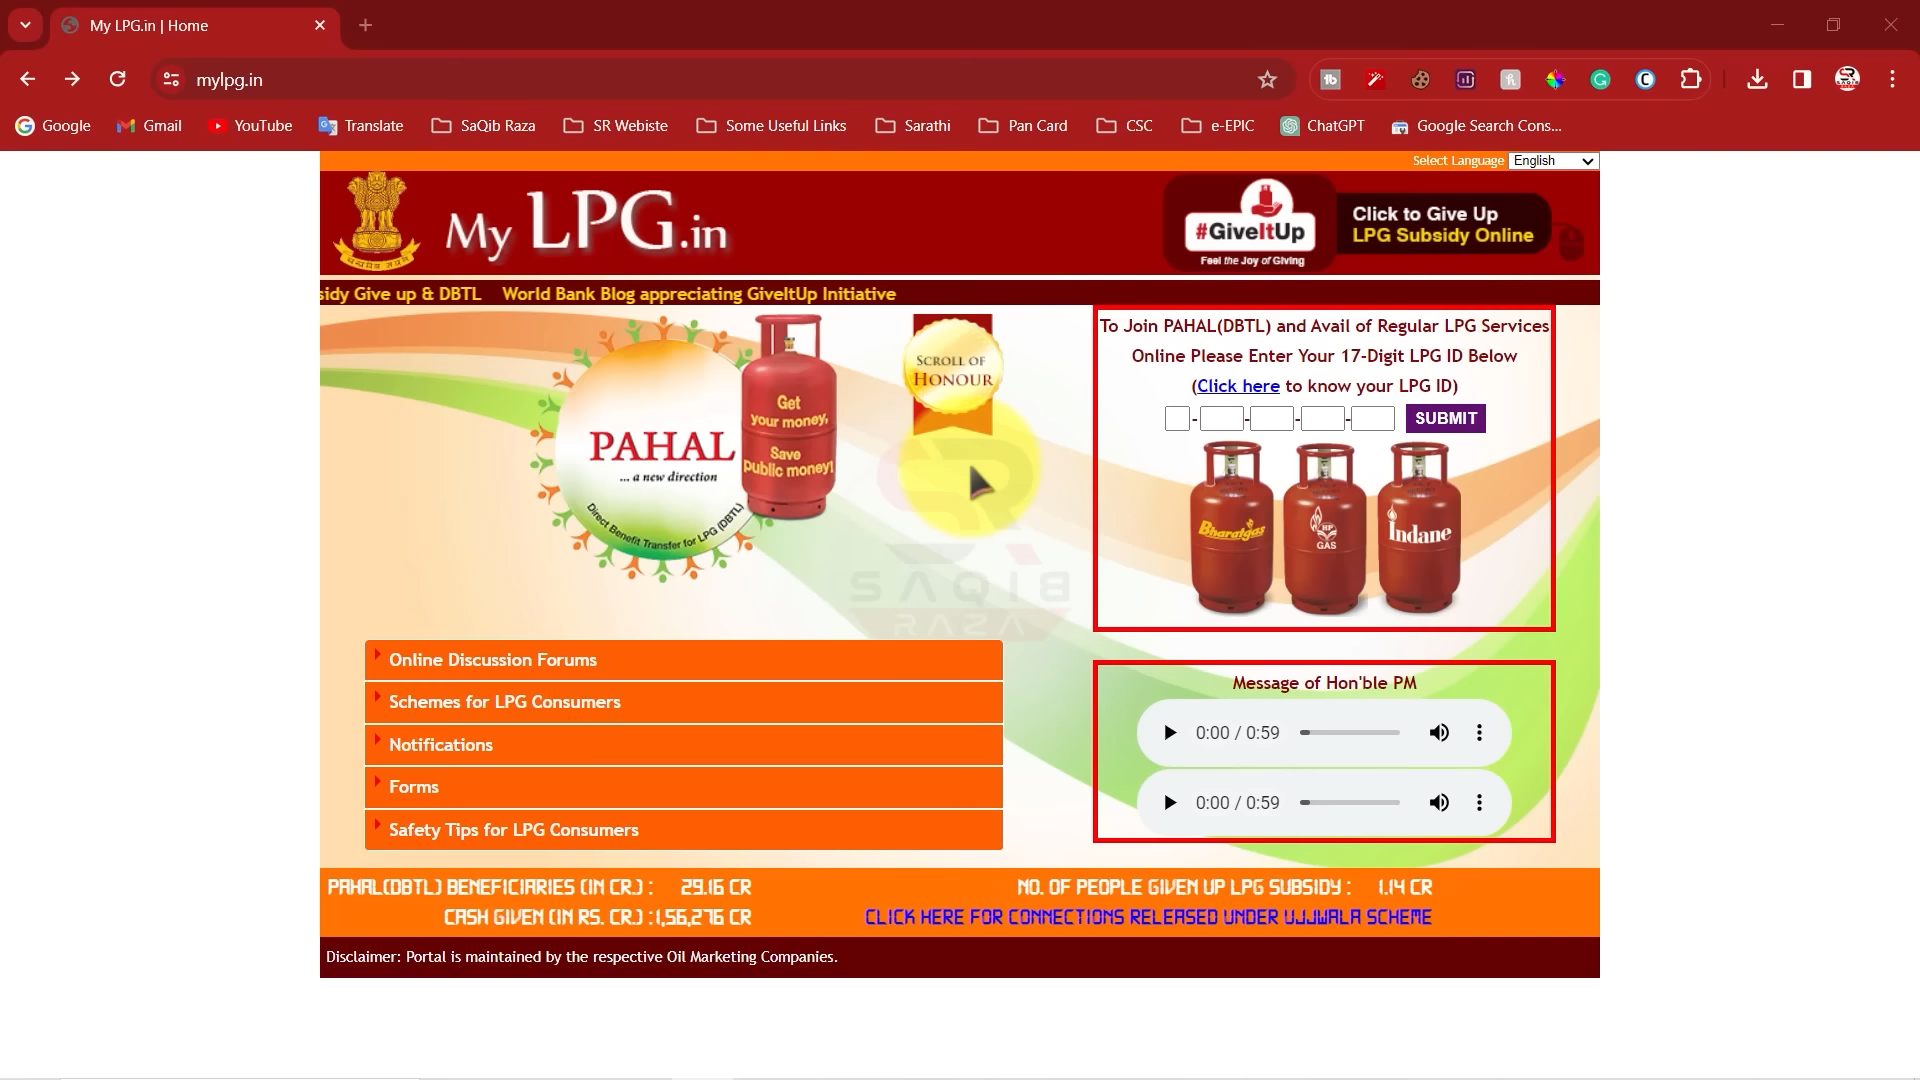 My LPG.in | Home
mylpg.in
Google Gmail YouTube Translate SaQib Raza SR Webiste Some Useful Links Sarathi Pan Card CSC e-EPIC ChatGPT Google Search Cons...
Select Language English
सत्यमेव जयते
My LPG.in
#GiveItUp
Feel the Joy of Giving
Click to Give Up
LPG Subsidy Online
sidy Give up & DBTL World Bank Blog appreciating GiveItUp Initiative
PAHAL
... a new direction
Direct Benefit Transfer for LPG (DBTL)
Get
your money,
Save
public money!
SCROLL OF
HONOUR
To Join PAHAL(DBTL) and Avail of Regular LPG Services
Online Please Enter Your 17-Digit LPG ID Below
(Click here to know your LPG ID)
- - - - SUBMIT
Bharatgas
HP
GAS
Indane
SAQIB
RAZA
Online Discussion Forums
Schemes for LPG Consumers
Notifications
Forms
Safety Tips for LPG Consumers
Message of Hon'ble PM
0:00 / 0:59
0:00 / 0:59
PAHAL(DBTL) BENEFICIARIES (IN CR.) : 29.16 CR
NO. OF PEOPLE GIVEN UP LPG SUBSIDY : 1.14 CR
CASH GIVEN (IN RS. CR.) :1,56,276 CR
CLICK HERE FOR CONNECTIONS RELEASED UNDER UJJWALA SCHEME
Disclaimer: Portal is maintained by the respective Oil Marketing Companies.